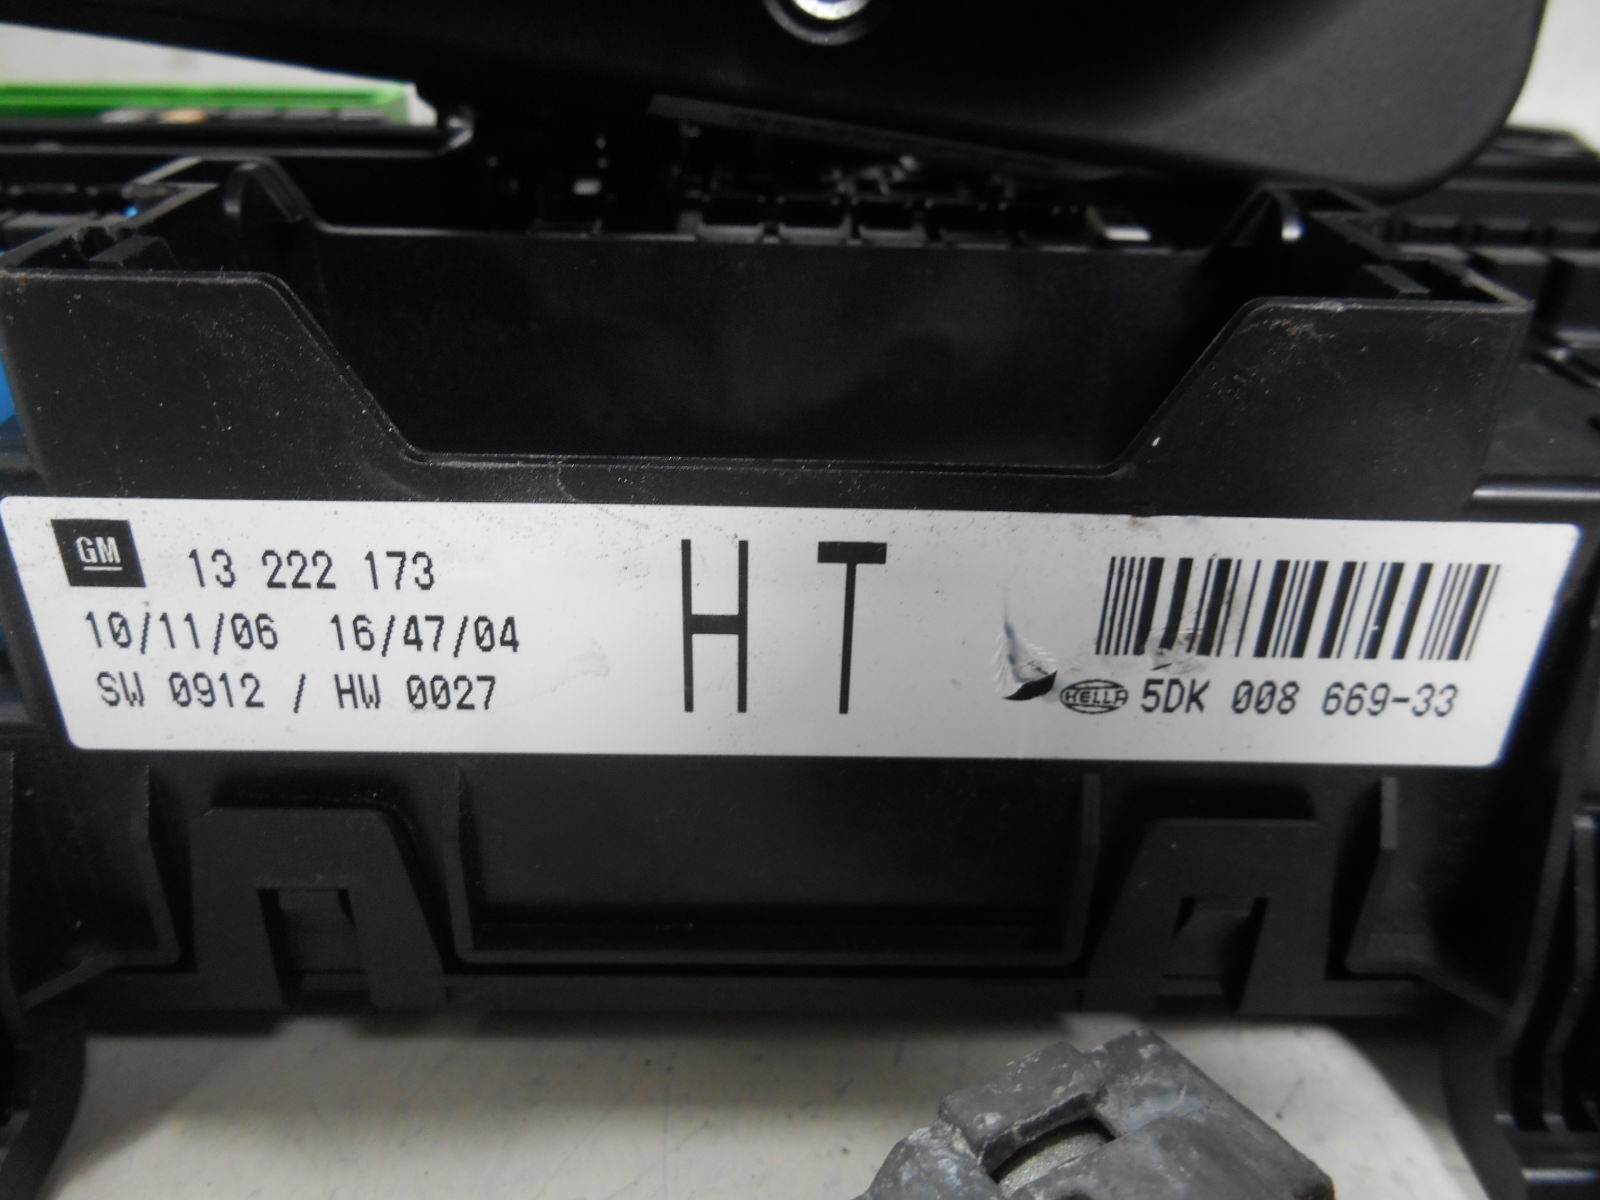 GM 13 222 173
10/11/06 16/47/04
SW 0912 / HW 0027
HT
HELLA 5DK 008 669-33